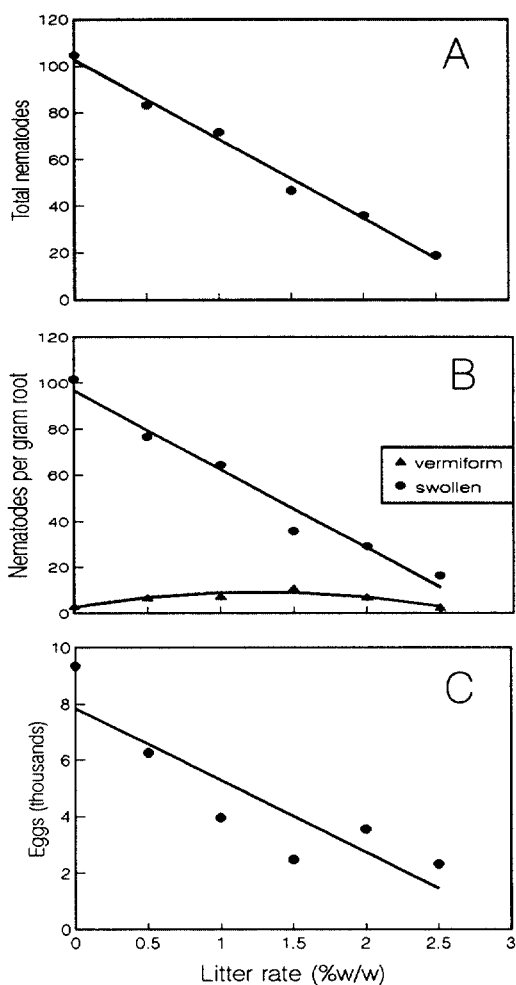 120
A
100
80
60
40
20
0
Total nematodes
120
B
100
80
60
40
20
0
Nematodes per gram root
vermiform
swollen
10
C
8
6
4
2
0
Eggs (thousands)
0 0.5 1 1.5 2 2.5 3
Litter rate (%w/w)